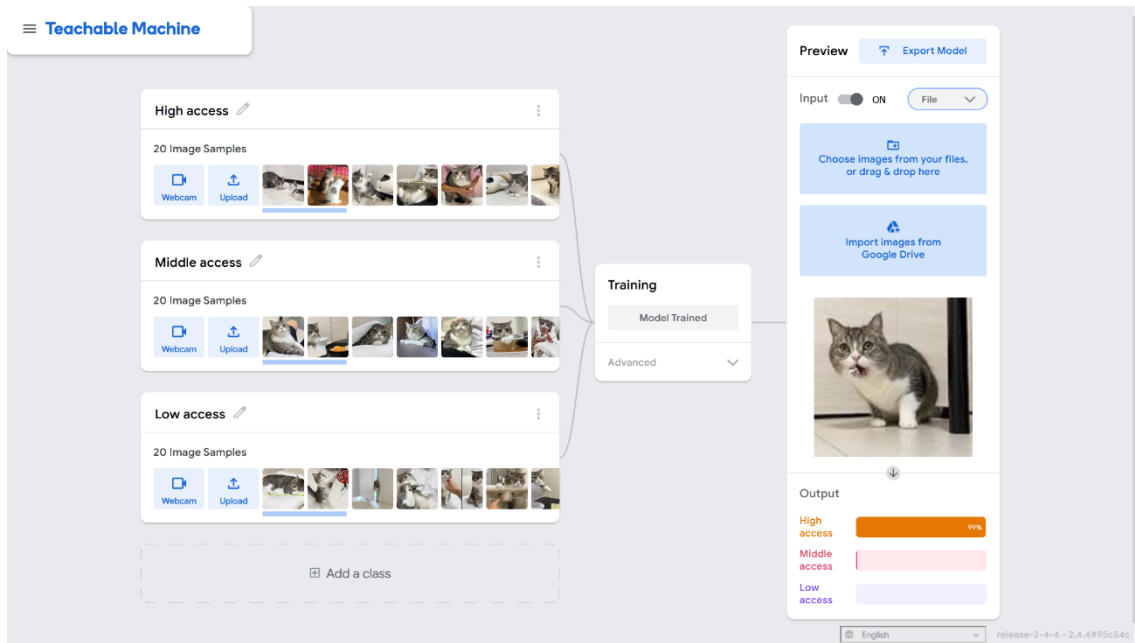 Teachable Machine
High access
20 Image Samples
Webcam
Upload
Middle access
20 Image Samples
Webcam
Upload
Low access
20 Image Samples
Webcam
Upload
Add a class
Training
Model Trained
Advanced
Preview
Export Model
Input
ON
File
Choose images from your files,
or drag & drop here
Import images from
Google Drive
Output
High
access
99%
Middle
access
Low
access
English
release-2-4-4 - 2.4.4#95c54c